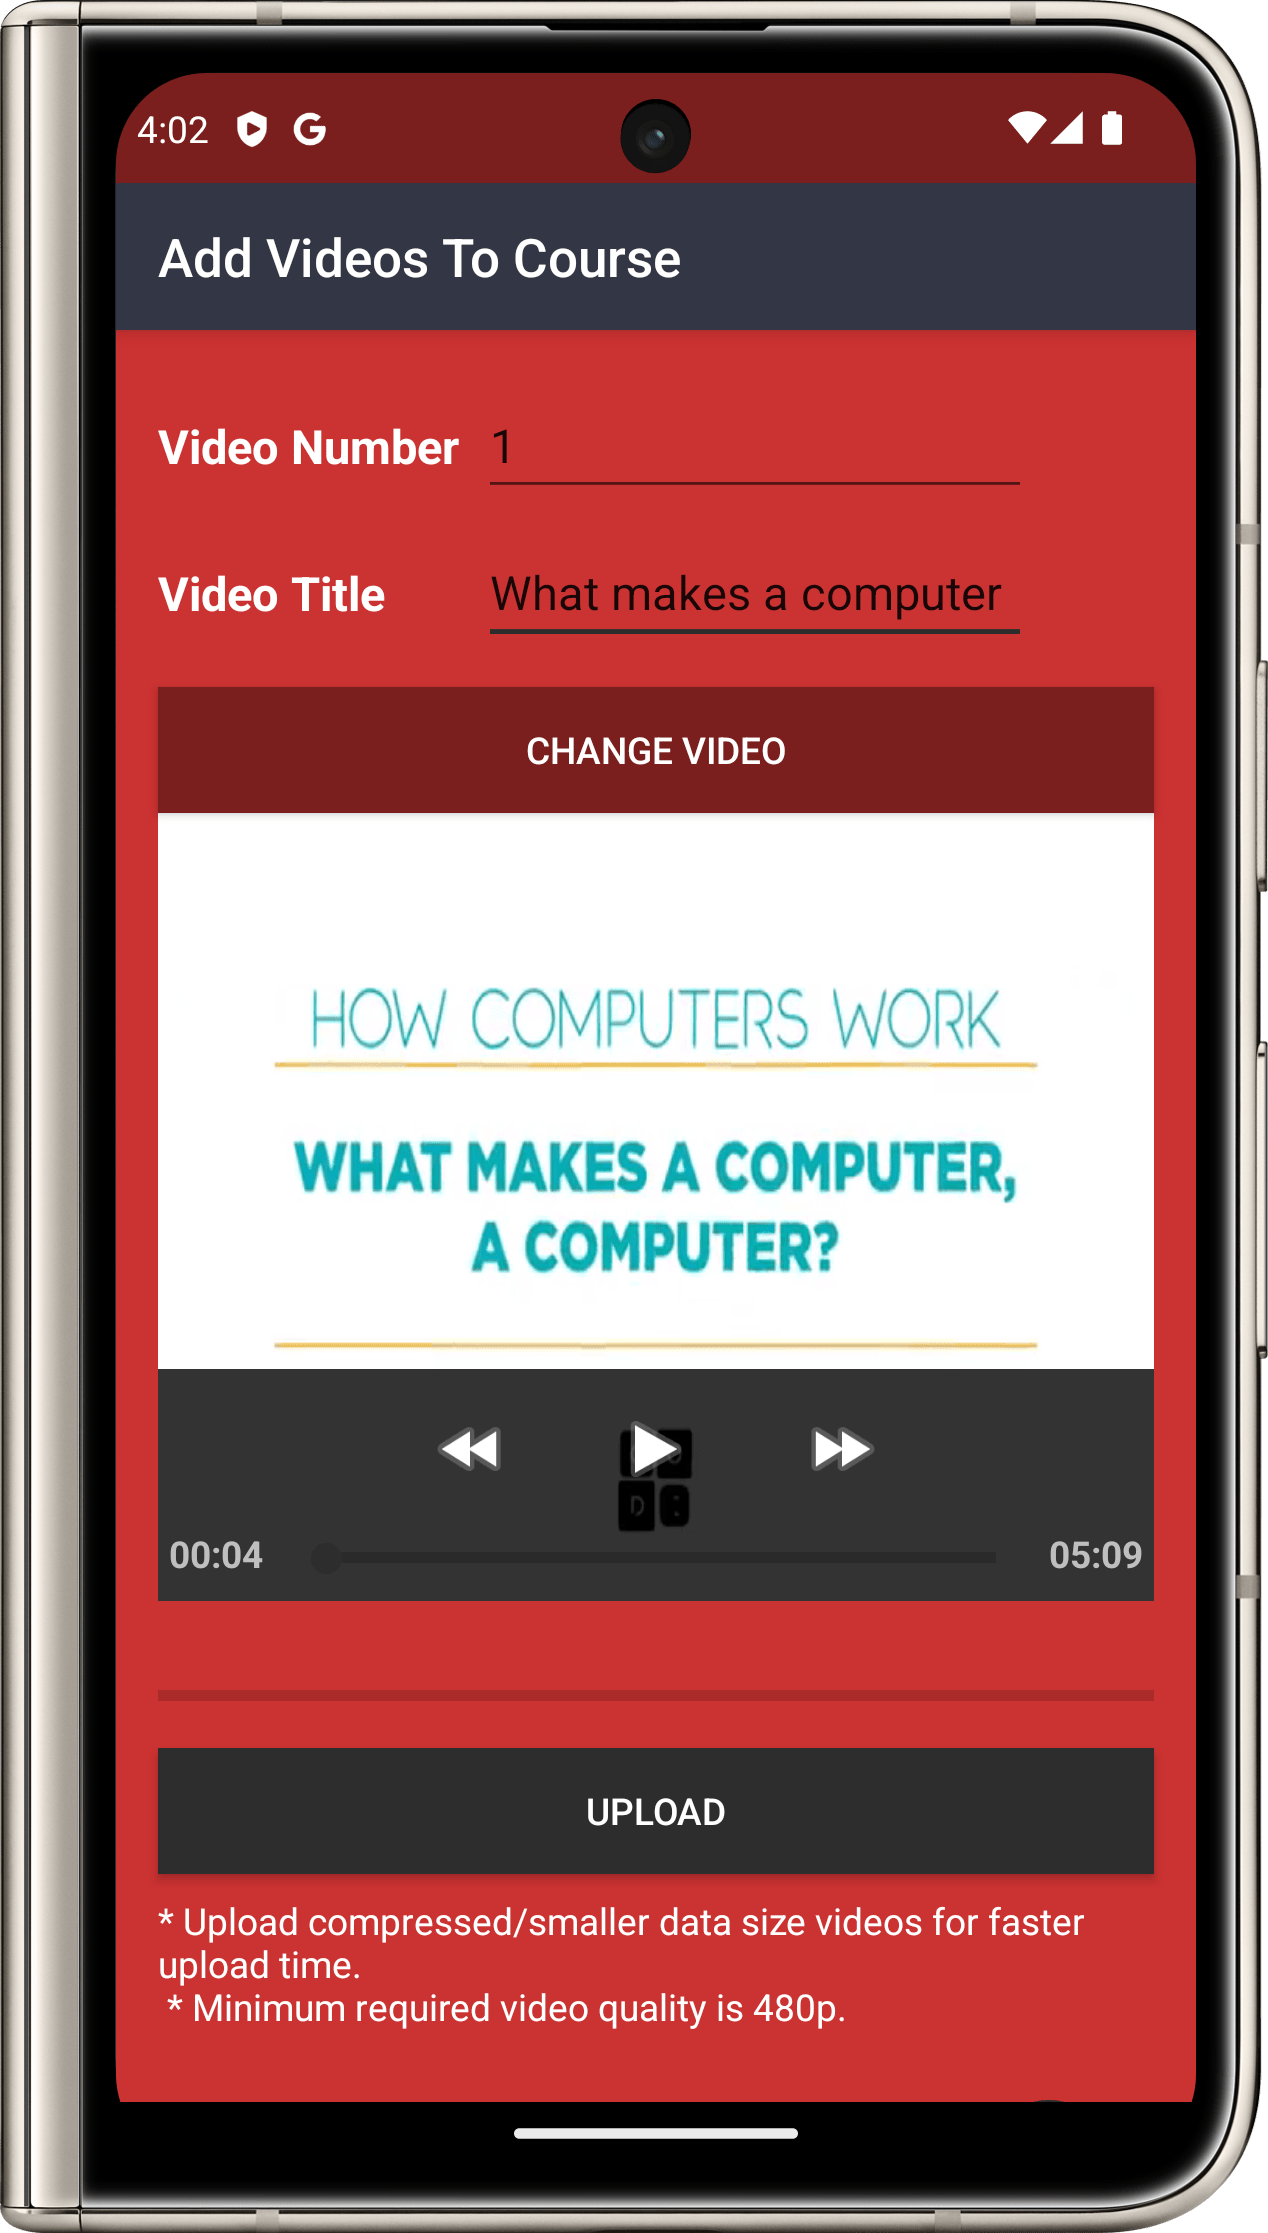 4:02
Add Videos To Course
Video Number 1
Video Title What makes a computer
CHANGE VIDEO
HOW COMPUTERS WORK
WHAT MAKES A COMPUTER,
A COMPUTER?
D
00:04 05:09
UPLOAD
* Upload compressed/smaller data size videos for faster
upload time.
* Minimum required video quality is 480p.